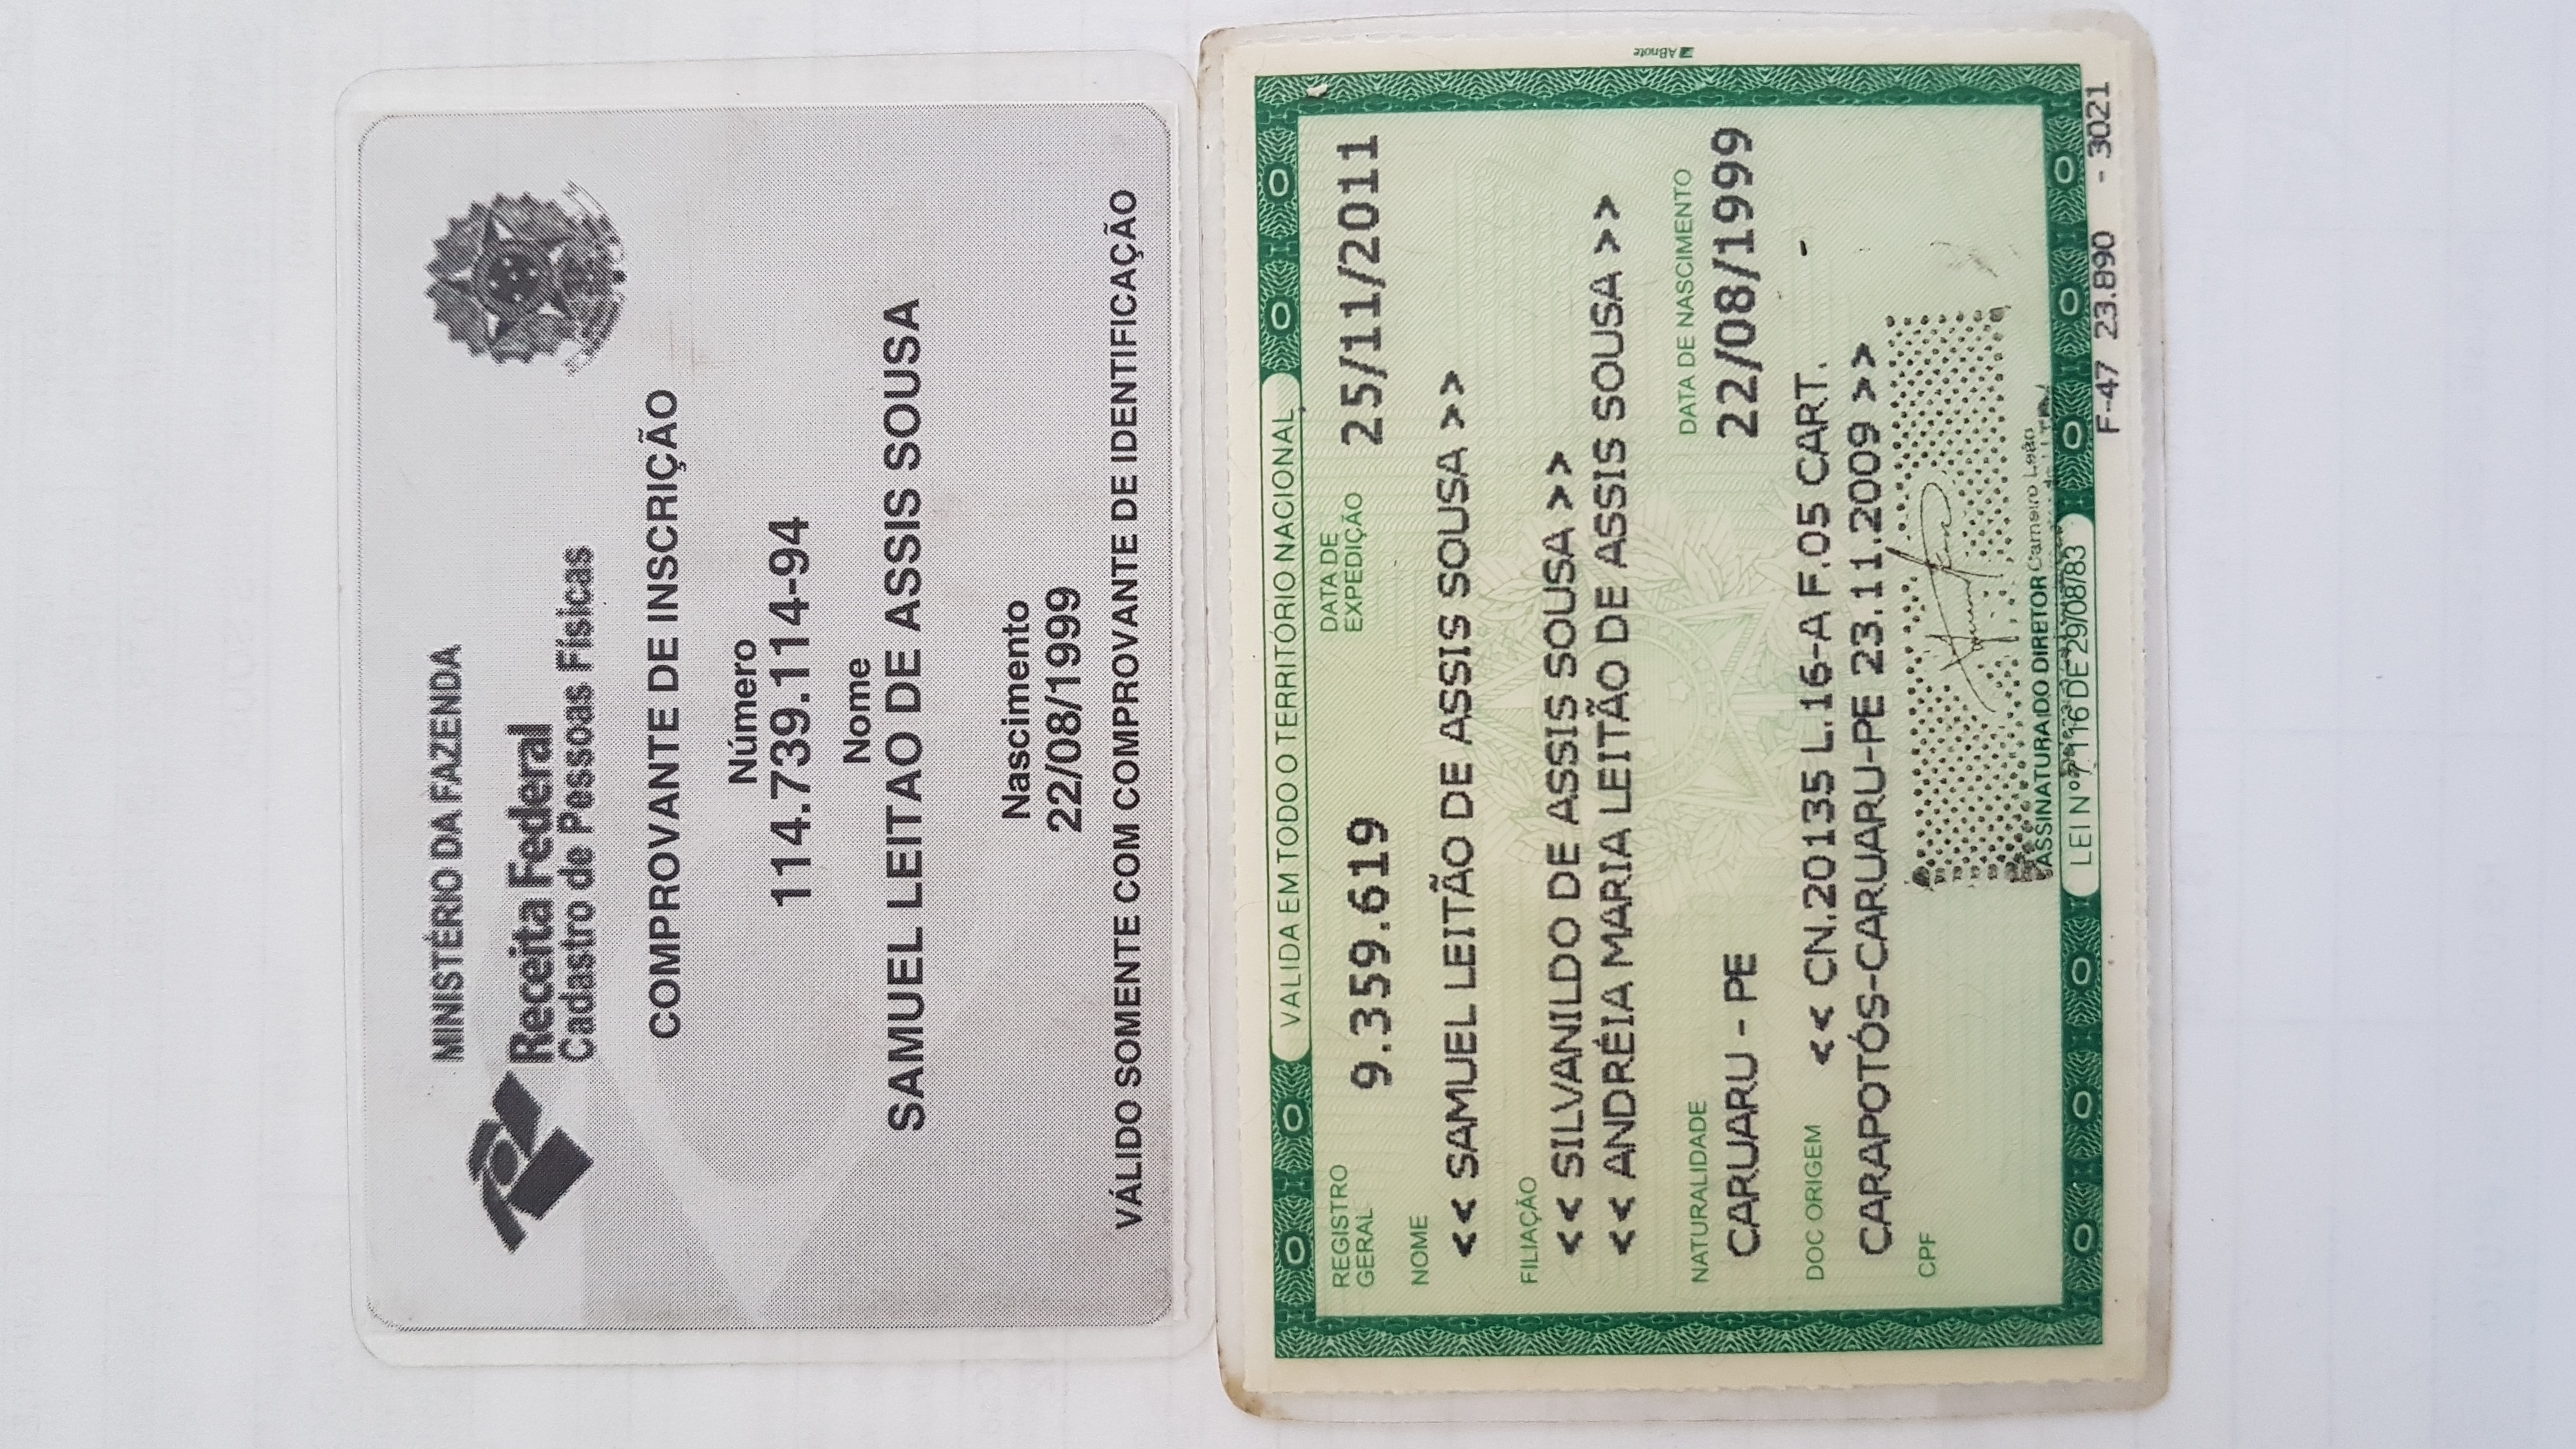 MINISTÉRIO DA FAZENDA
Receita Federal
Cadastro de Pessoas Físicas
COMPROVANTE DE INSCRIÇÃO
Número
114.739.114-94
Nome
SAMUEL LEITAO DE ASSIS SOUSA
Nascimento
22/08/1999
VÁLIDO SOMENTE COM COMPROVANTE DE IDENTIFICAÇÃO
VALIDA EM TODO O TERRITÓRIO NACIONAL
REGISTRO GERAL 9.359.619 DATA DE EXPEDIÇÃO 25/11/2011
NOME
<< SAMUEL LEITÃO DE ASSIS SOUSA >>
FILIAÇÃO
<< SILVANILDO DE ASSIS SOUSA >>
<< ANDRÉIA MARIA LEITÃO DE ASSIS SOUSA >>
NATURALIDADE DATA DE NASCIMENTO
CARUARU - PE 22/08/1999
DOC ORIGEM << CN.20135 L.16-A F.05 CART.
CARAPOTÓS-CARUARU-PE 23.11.2009 >>
CPF
ASSINATURA DO DIRETOR Carneiro Leão
LEI Nº 7.116 DE 29/08/83
F-47 23.890 - 3021
ABnote